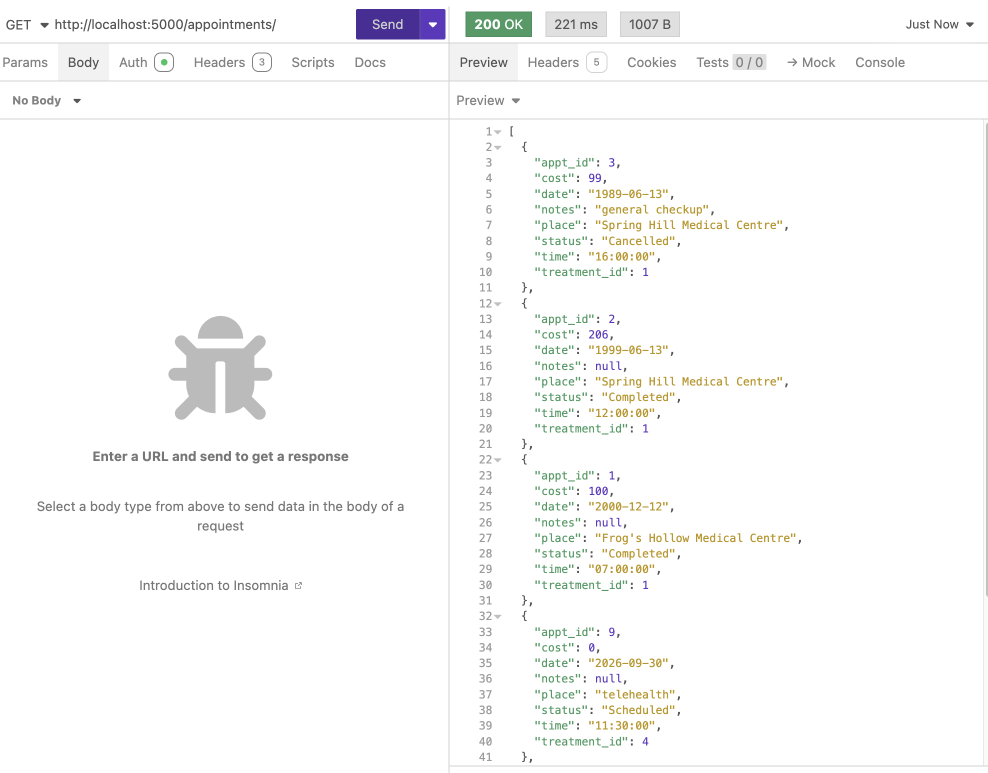 GET http://localhost:5000/appointments/ Send 200 OK 221 ms 1007 B Just Now
Params Body Auth Headers 3 Scripts Docs Preview Headers 5 Cookies Tests 0 / 0 → Mock Console
No Body Preview
Enter a URL and send to get a response
Select a body type from above to send data in the body of a
request
Introduction to Insomnia
1 [
2 {
3 "appt_id": 3,
4 "cost": 99,
5 "date": "1989-06-13",
6 "notes": "general checkup",
7 "place": "Spring Hill Medical Centre",
8 "status": "Cancelled",
9 "time": "16:00:00",
10 "treatment_id": 1
11 },
12 {
13 "appt_id": 2,
14 "cost": 206,
15 "date": "1999-06-13",
16 "notes": null,
17 "place": "Spring Hill Medical Centre",
18 "status": "Completed",
19 "time": "12:00:00",
20 "treatment_id": 1
21 },
22 {
23 "appt_id": 1,
24 "cost": 100,
25 "date": "2000-12-12",
26 "notes": null,
27 "place": "Frog's Hollow Medical Centre",
28 "status": "Completed",
29 "time": "07:00:00",
30 "treatment_id": 1
31 },
32 {
33 "appt_id": 9,
34 "cost": 0,
35 "date": "2026-09-30",
36 "notes": null,
37 "place": "telehealth",
38 "status": "Scheduled",
39 "time": "11:30:00",
40 "treatment_id": 4
41 },